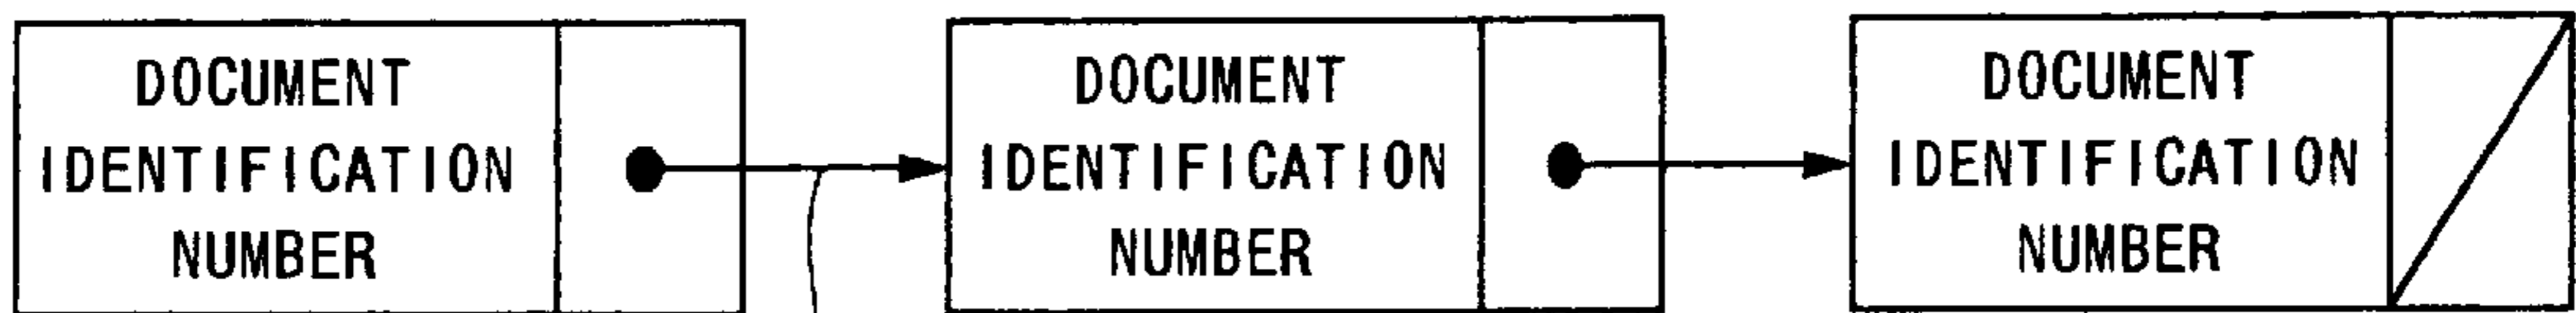 DOCUMENT
IDENTIFICATION
NUMBER
DOCUMENT
IDENTIFICATION
NUMBER
DOCUMENT
IDENTIFICATION
NUMBER